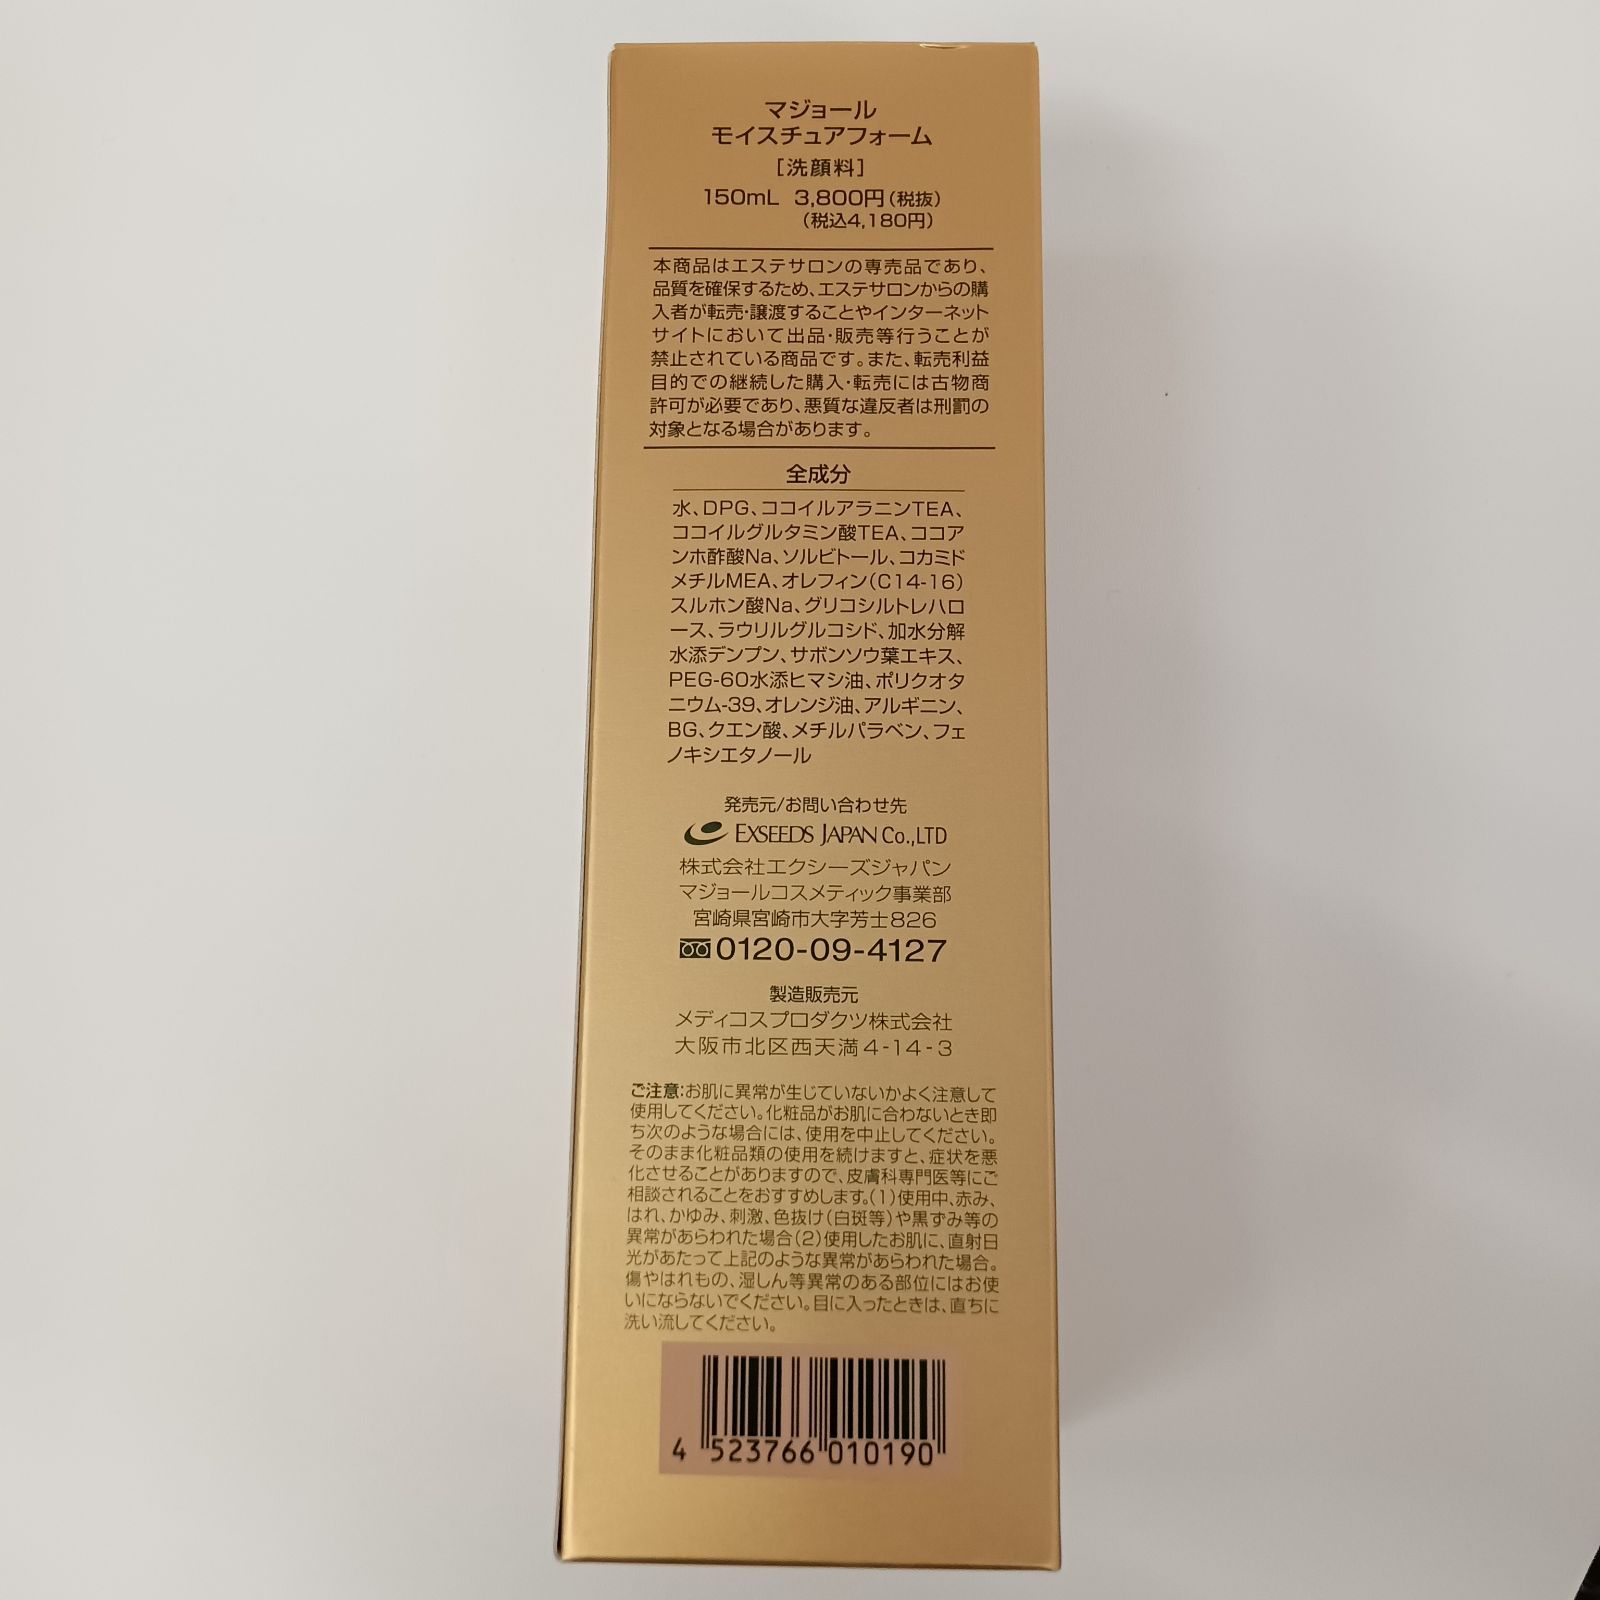 マジョール
モイスチュアフォーム
[洗顔料]
150mL 3,800円(税抜)
(税込4,180円)
本商品はエステサロンの専売品であり、
品質を確保するため、エステサロンからの購
入者が転売・譲渡することやインターネット
サイトにおいて出品・販売等行うことが
禁止されている商品です。また、転売利益
目的での継続した購入・転売には古物商
許可が必要であり、悪質な違反者は刑罰の
対象となる場合があります。
全成分
水、DPG、ココイルアラニンTEA、
ココイルグルタミン酸TEA、ココア
ンホ酢酸Na、ソルビトール、コカミド
メチルMEA、オレフィン(C14-16)
スルホン酸Na、グリコシルトレハロ
ース、ラウリルグルコシド、加水分解
水添デンプン、サボンソウ葉エキス、
PEG-60水添ヒマシ油、ポリクオタ
ニウム-39、オレンジ油、アルギニン、
BG、クエン酸、メチルパラベン、フェ
ノキシエタノール
発売元/お問い合わせ先
EXSEEDS JAPAN Co.,LTD
株式会社エクシーズジャパン
マジョールコスメティック事業部
宮崎県宮崎市大字芳士826
0120-09-4127
製造販売元
メディコスプロダクツ株式会社
大阪市北区西天満4-14-3
ご注意:お肌に異常が生じていないかよく注意して
使用してください。化粧品がお肌に合わないとき即
ち次のような場合には、使用を中止してください。
そのまま化粧品類の使用を続けますと、症状を悪
化させることがありますので、皮膚科専門医等にご
相談されることをおすすめします。(1)使用中、赤み、
はれ、かゆみ、刺激、色抜け(白斑等)や黒ずみ等の
異常があらわれた場合(2)使用したお肌に、直射日
光があたって上記のような異常があらわれた場合。
傷やはれもの、湿しん等異常のある部位にはお使
いにならないでください。目に入ったときは、直ちに
洗い流してください。
4 523766 010190